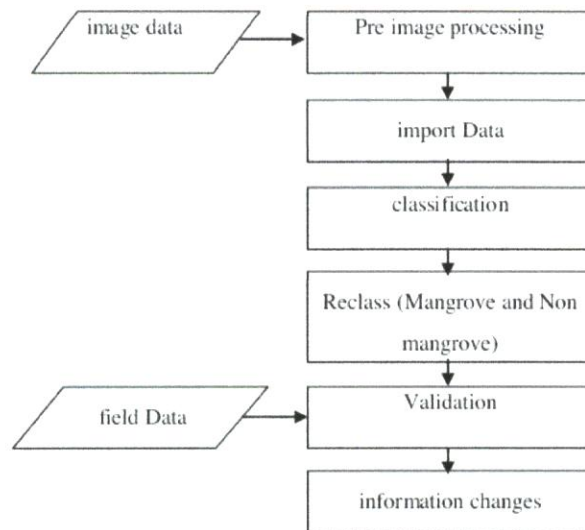 image data
Pre image processing
import Data
classification
Reclass (Mangrove and Non
mangrove)
field Data
Validation
information changes